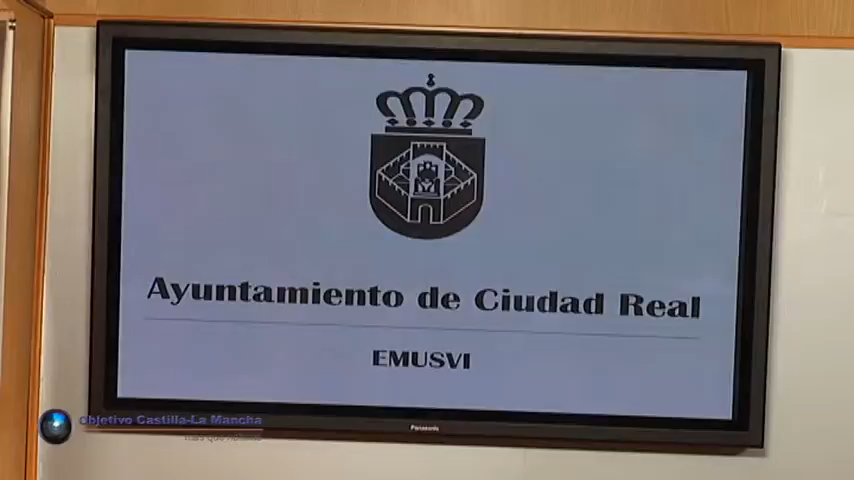 Ayuntamiento de Ciudad Real
EMUSVI
Panasonic
Objetivo Castilla-La Mancha